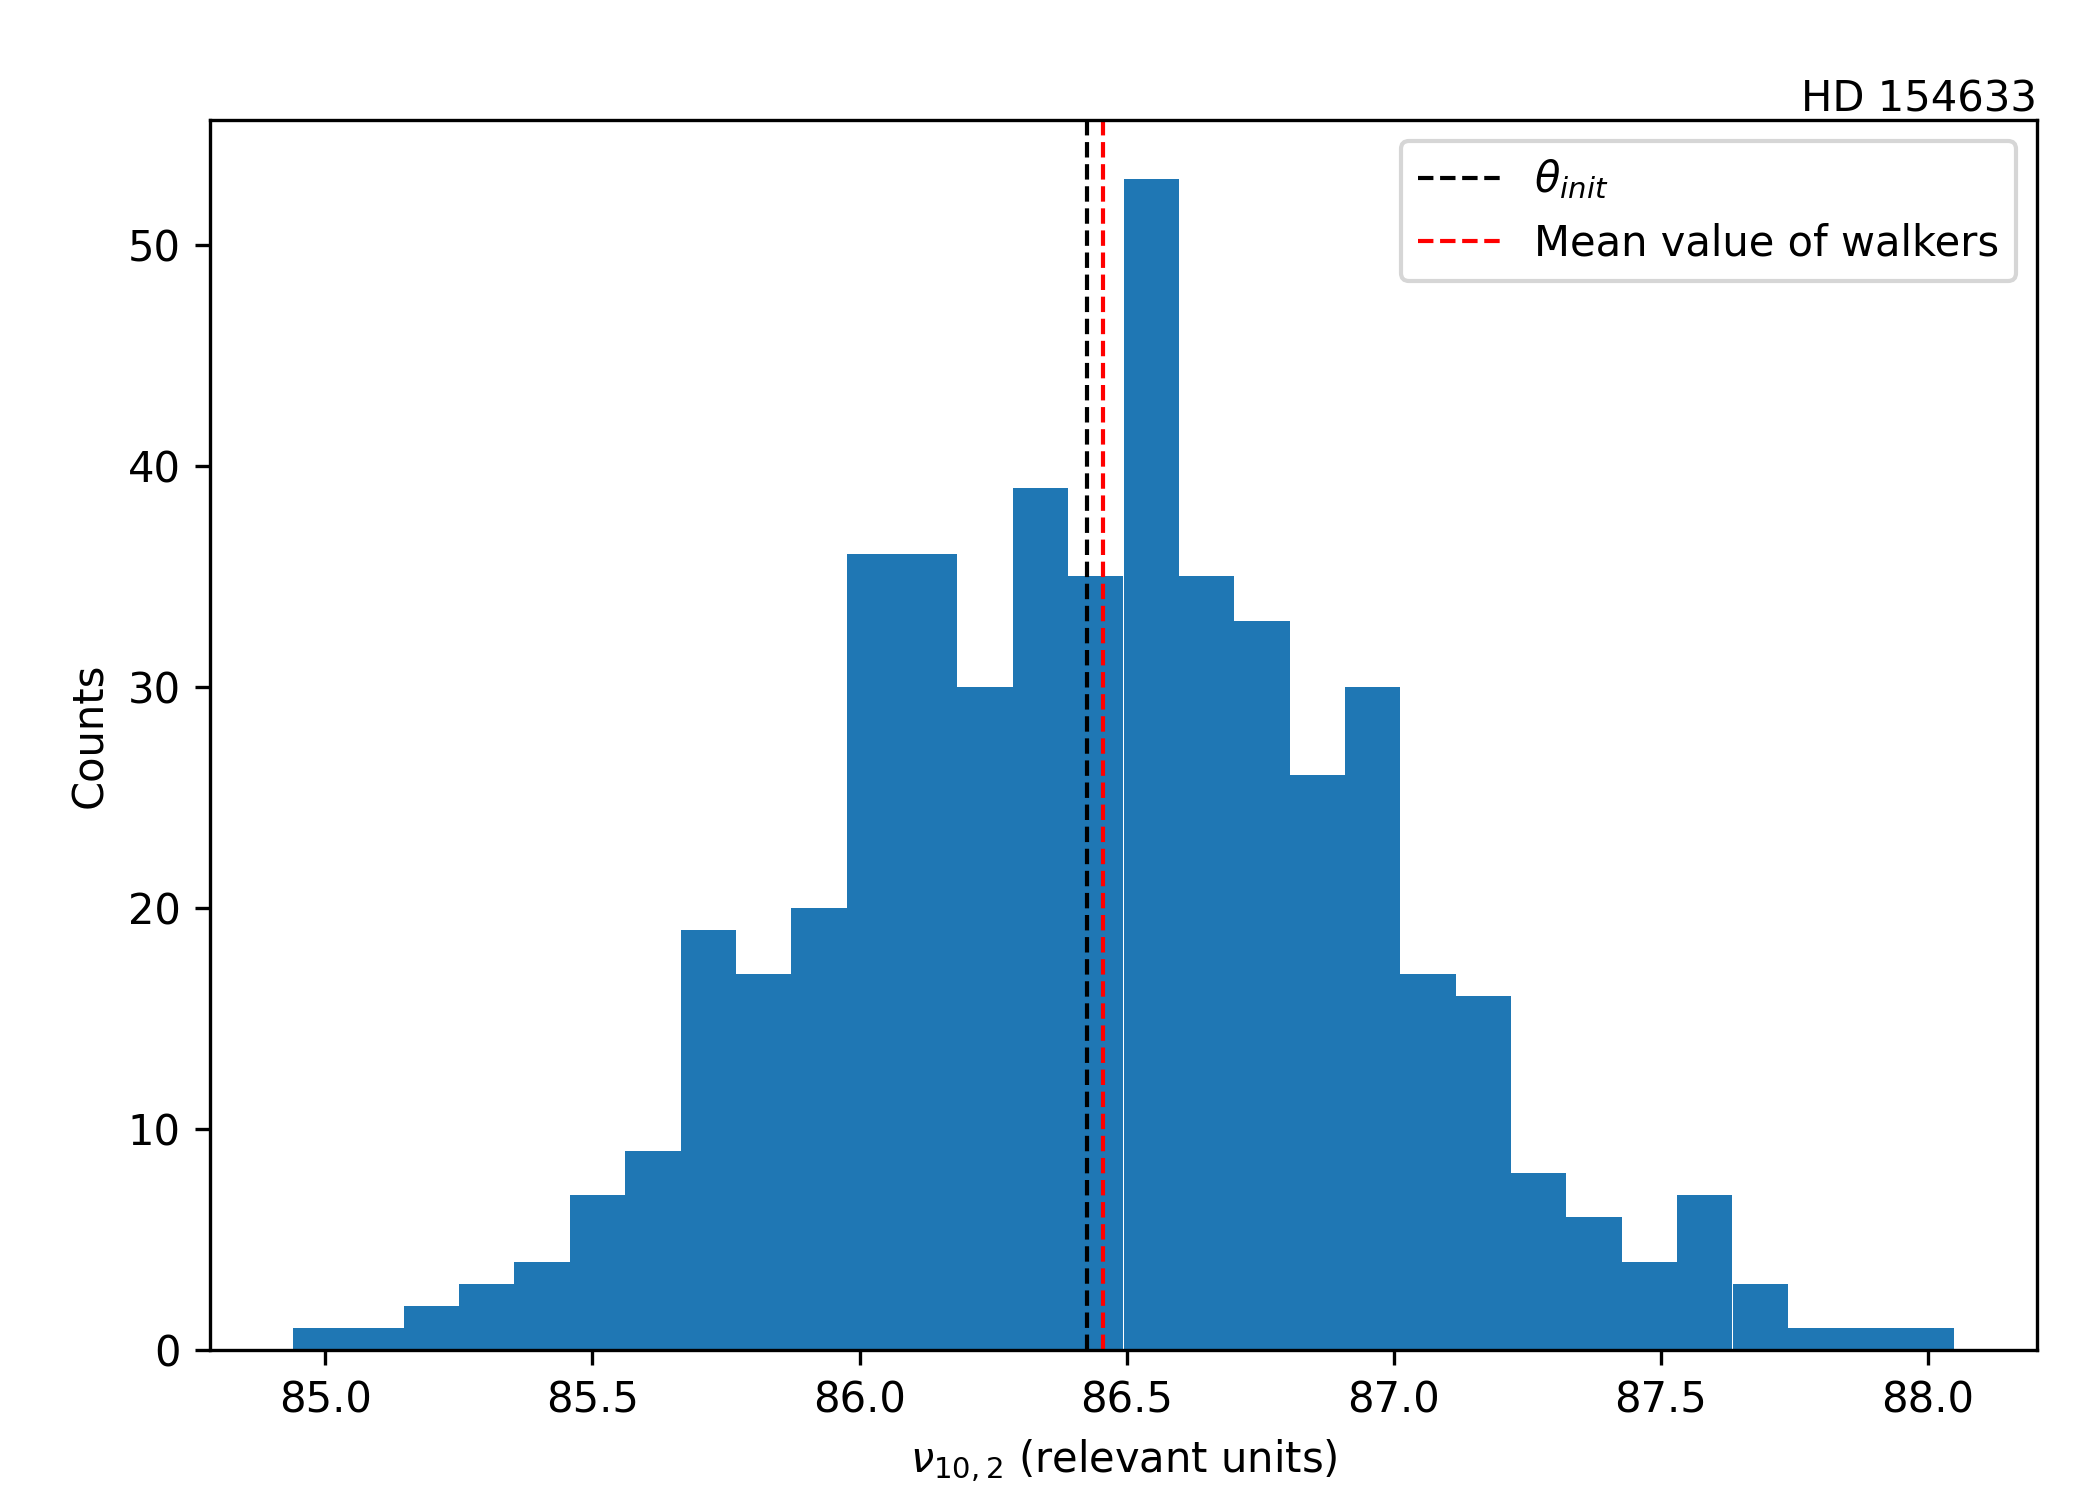 HD 154633
θinit
Mean value of walkers
50
40
30
20
10
0
Counts
85.0 85.5 86.0 86.5 87.0 87.5 88.0
ν10, 2 (relevant units)